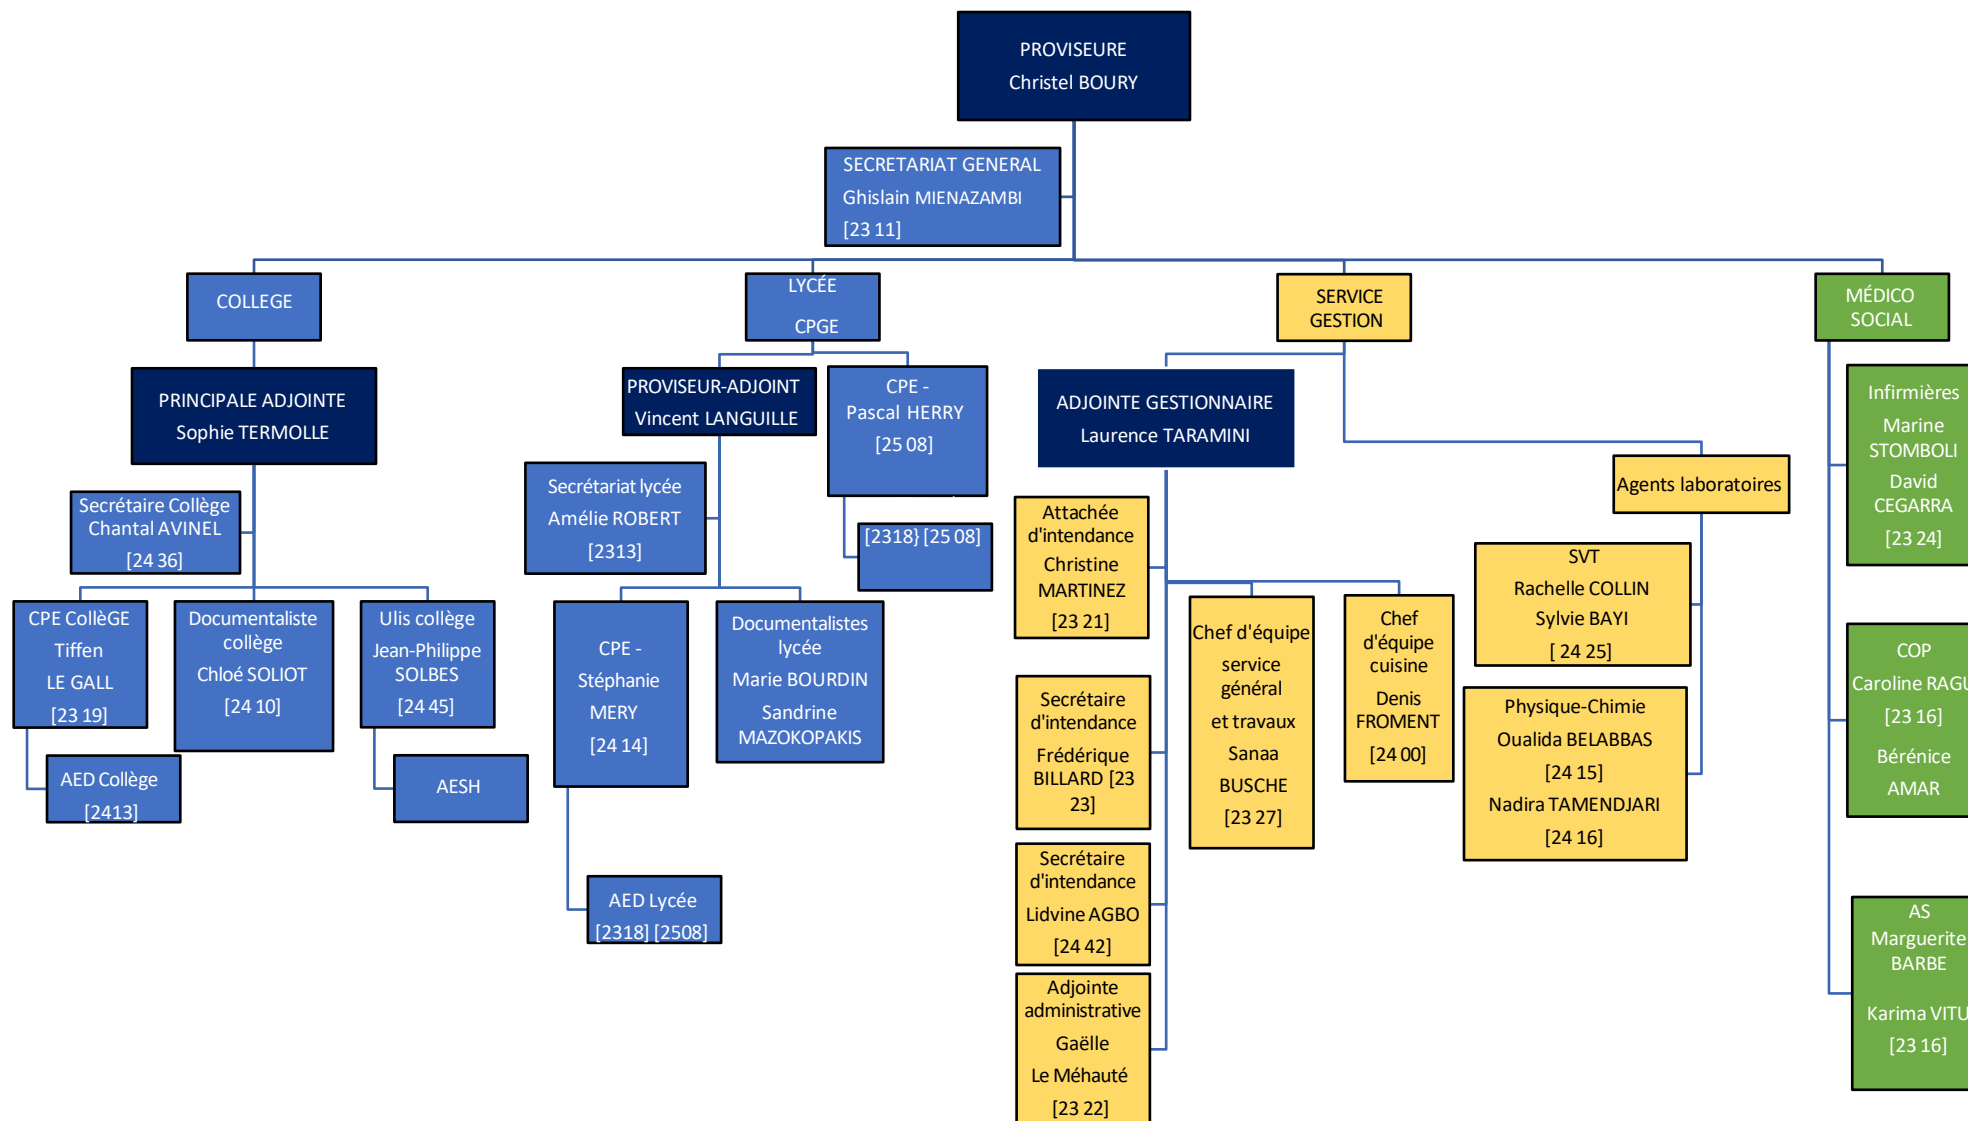 PROVISEURE
Christel BOURY
SECRETARIAT GENERAL
Ghislain MIENAZAMBI
[23 11]
COLLEGE
LYCÉE
CPGE
SERVICE
GESTION
MÉDICO
SOCIAL
PRINCIPALE ADJOINTE
Sophie TERMOLLE
Secrétaire Collège
Chantal AVINEL
[24 36]
CPE CollèGE
Tiffen
LE GALL
[23 19]
AED Collège
[2413]
Documentaliste
collège
Chloé SOLIOT
[24 10]
Ulis collège
Jean-Philippe
SOLBES
[24 45]
AESH
PROVISEUR-ADJOINT
Vincent LANGUILLE
Secrétariat lycée
Amélie ROBERT
[2313]
CPE -
Stéphanie
MERY
[24 14]
AED Lycée
[2318] [2508]
Documentalistes
lycée
Marie BOURDIN
Sandrine
MAZOKOPAKIS
CPE -
Pascal HERRY
[25 08]
[2318} [25 08]
ADJOINTE GESTIONNAIRE
Laurence TARAMINI
Attachée
d'intendance
Christine
MARTINEZ
[23 21]
Secrétaire
d'intendance
Frédérique
BILLARD [23
23]
Secrétaire
d'intendance
Lidvine AGBO
[24 42]
Adjointe
administrative
Gaëlle
Le Méhauté
[23 22]
Chef d'équipe
service
général
et travaux
Sanaa
BUSCHE
[23 27]
Chef
d'équipe
cuisine
Denis
FROMENT
[24 00]
Agents laboratoires
SVT
Rachelle COLLIN
Sylvie BAYI
[ 24 25]
Physique-Chimie
Oualida BELABBAS
[24 15]
Nadira TAMENDJARI
[24 16]
Infirmières
Marine
STOMBOLI
David
CEGARRA
[23 24]
COP
Caroline RAGU
[23 16]
Bérénice
AMAR
AS
Marguerite
BARBE
Karima VITU
[23 16]